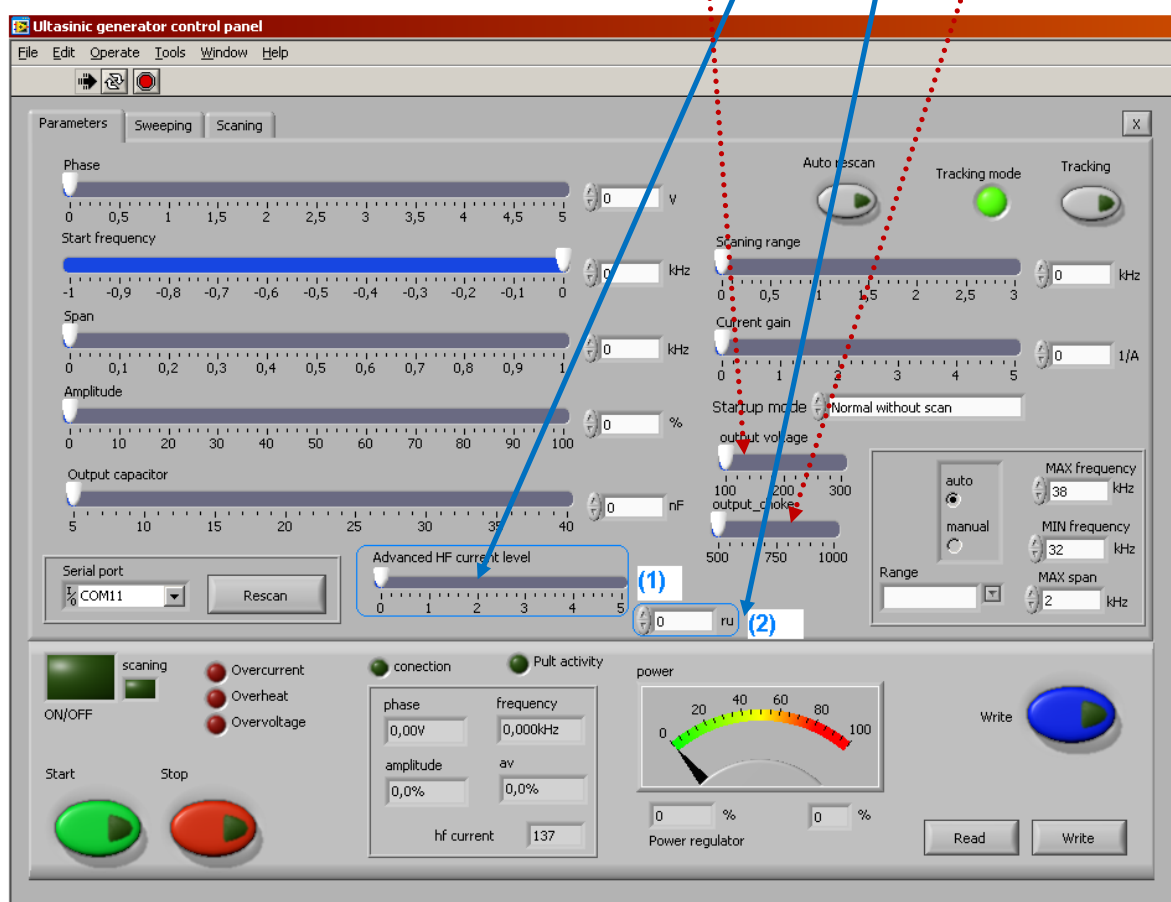 Ultasinic generator control panel
File Edit Operate Tools Window Help
Parameters Sweeping Scaning X
Phase
0 0,5 1 1,5 2 2,5 3 3,5 4 4,5 5
0 V
Auto rescan Tracking mode Tracking
Start frequency
-1 -0,9 -0,8 -0,7 -0,6 -0,5 -0,4 -0,3 -0,2 -0,1 0
0 kHz
Scaning range
0 0,5 1 1,5 2 2,5 3
0 kHz
Span
0 0,1 0,2 0,3 0,4 0,5 0,6 0,7 0,8 0,9 1
0 kHz
Current gain
0 1 2 3 4 5
0 1/A
Amplitude
0 10 20 30 40 50 60 70 80 90 100
0 %
Startup mode Normal without scan
output voltage
100 200 300
Output capacitor
5 10 15 20 25 30 35 40
0 nF
output_choke
500 750 1000
auto
manual
Range
MAX frequency
38 kHz
MIN frequency
32 kHz
MAX span
2 kHz
Serial port
COM11
Rescan
Advanced HF current level
0 1 2 3 4 5
(1)
0 ru (2)
scaning
ON/OFF
Overcurrent
Overheat
Overvoltage
Start Stop
conection Pult activity
phase frequency
0,00V 0,000kHz
amplitude av
0,0% 0,0%
hf current 137
power
0 20 40 60 80 100
0 % 0 %
Power regulator
Write
Read Write